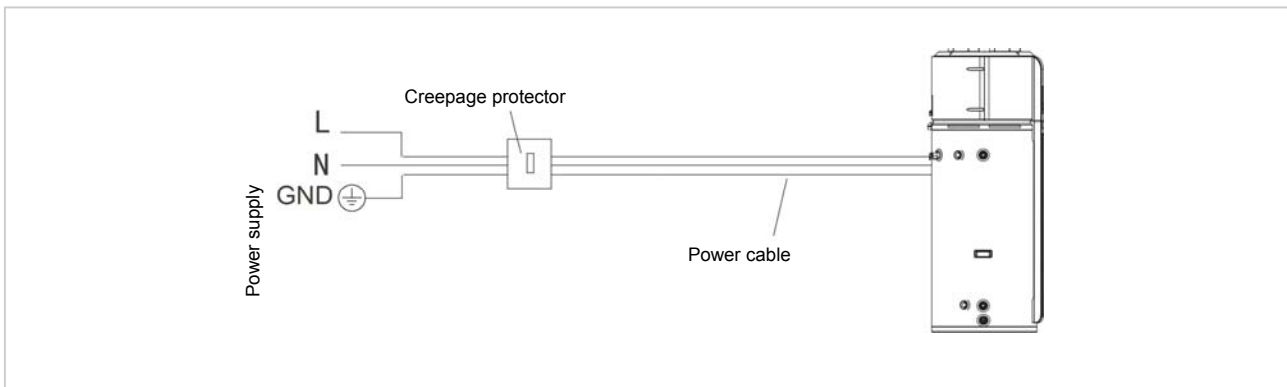 Creepage protector
L
N
GND
Power supply
Power cable